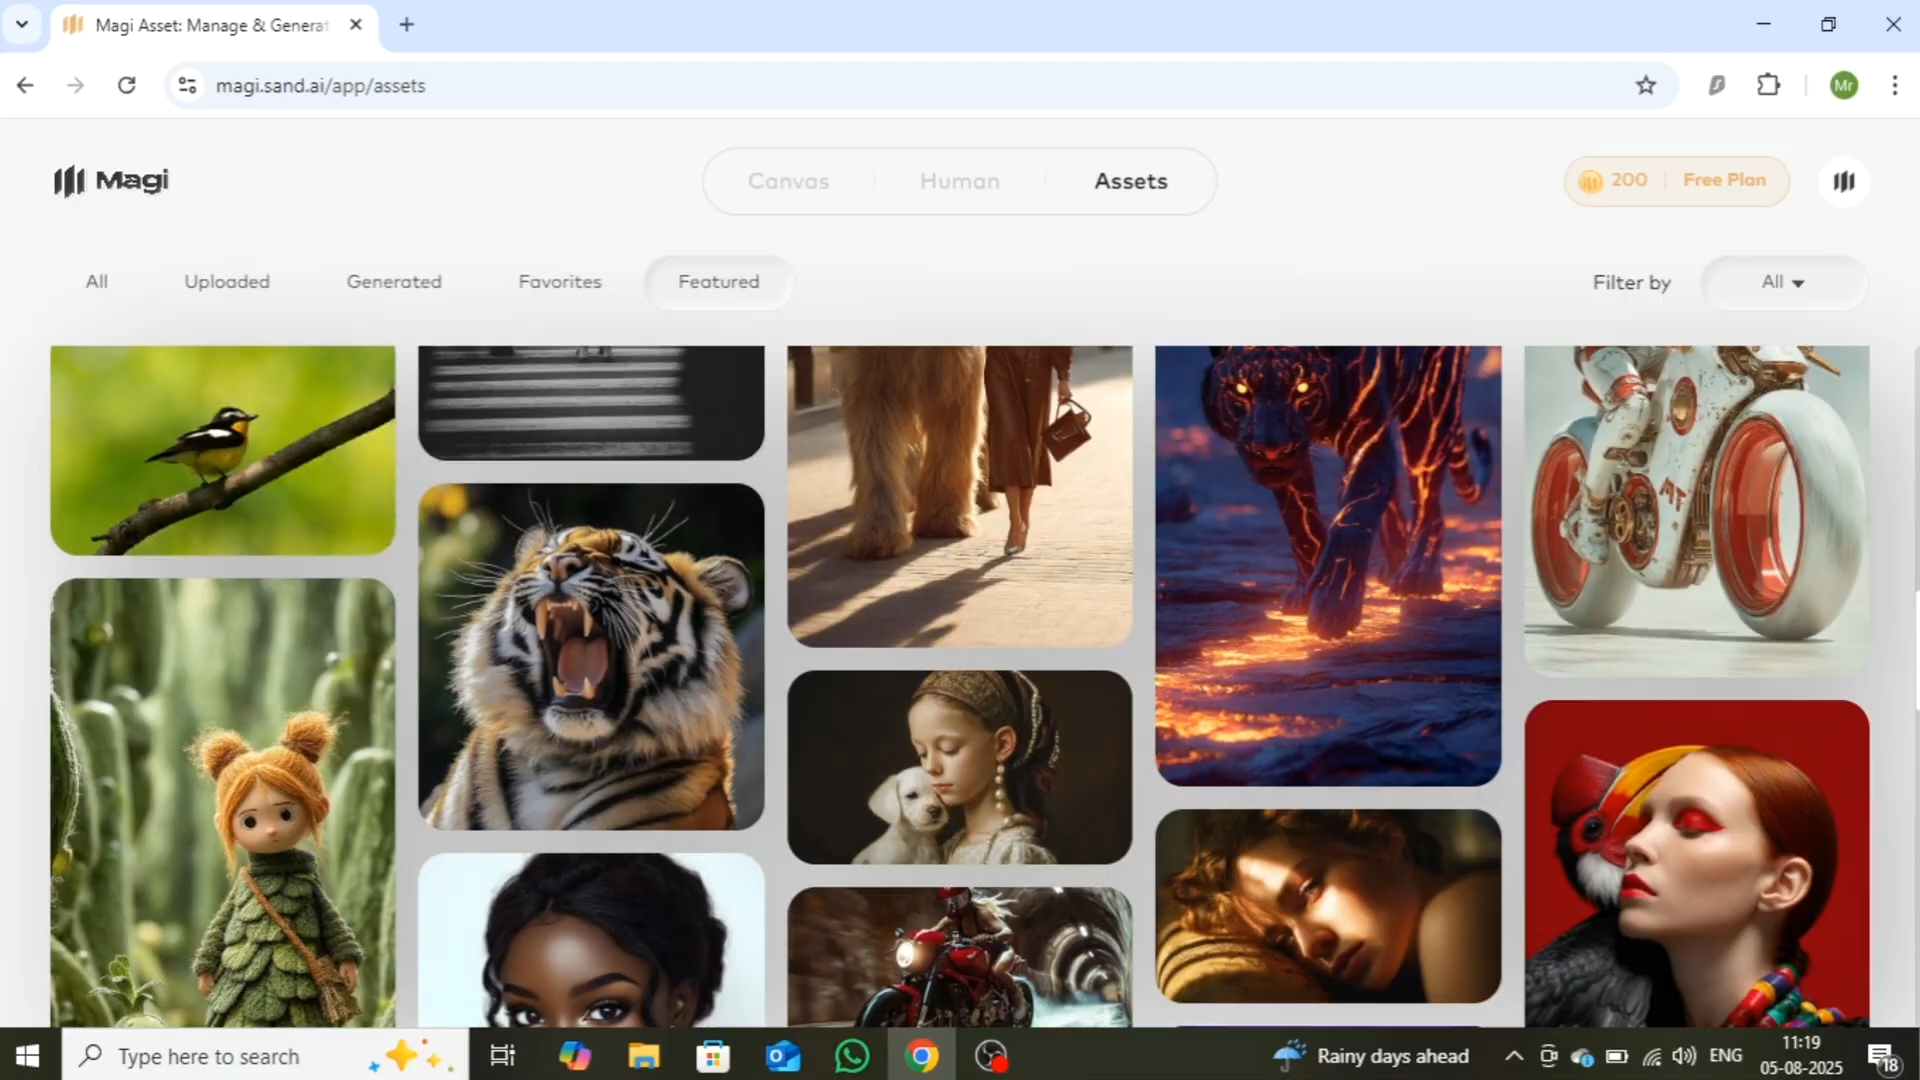 Magi Asset: Manage & Generat
magi.sand.ai/app/assets
Mr
Magi
Canvas
Human
Assets
200
Free Plan
All
Uploaded
Generated
Favorites
Featured
Filter by
All
Type here to search
Rainy days ahead
ENG
11:19
05-08-2025
18